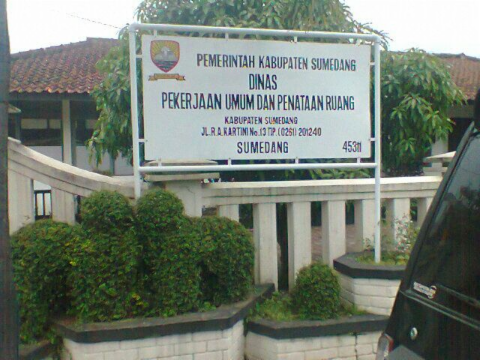 PEMERINTAH KABUPATEN SUMEDANG
DINAS
PEKERJAAN UMUM DAN PENATAAN RUANG
KABUPATEN SUMEDANG
JL.R.A.KARTINI No.13 TLP.(0261) 201240
SUMEDANG 45311